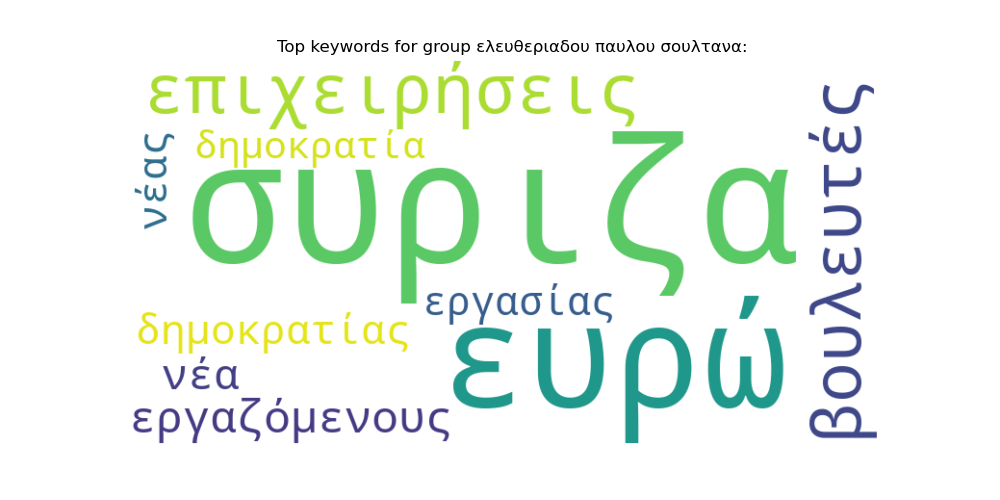 Top keywords for group ελευθεριαδου παυλου σουλτανα:
επιχειρήσεις
νέας
δημοκρατία
συριζα
βουλευτές
εργασίας
δημοκρατίας
ευρώ
νέα
εργαζόμενους